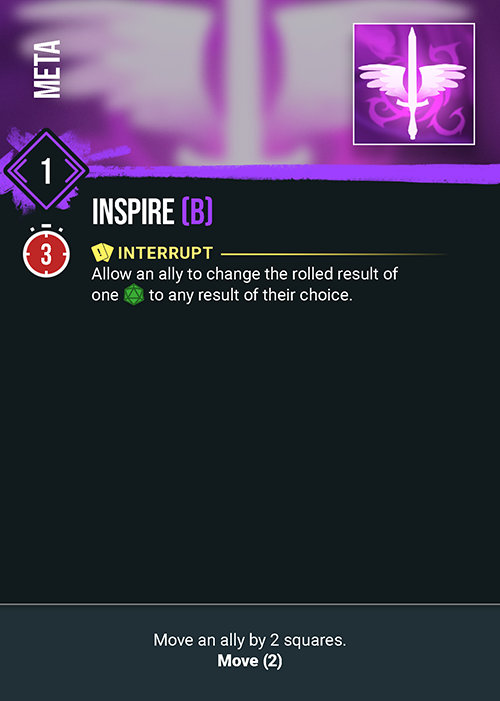 META
1
INSPIRE (B)
3
INTERRUPT
Allow an ally to change the rolled result of
one to any result of their choice.
Move an ally by 2 squares.
Move (2)